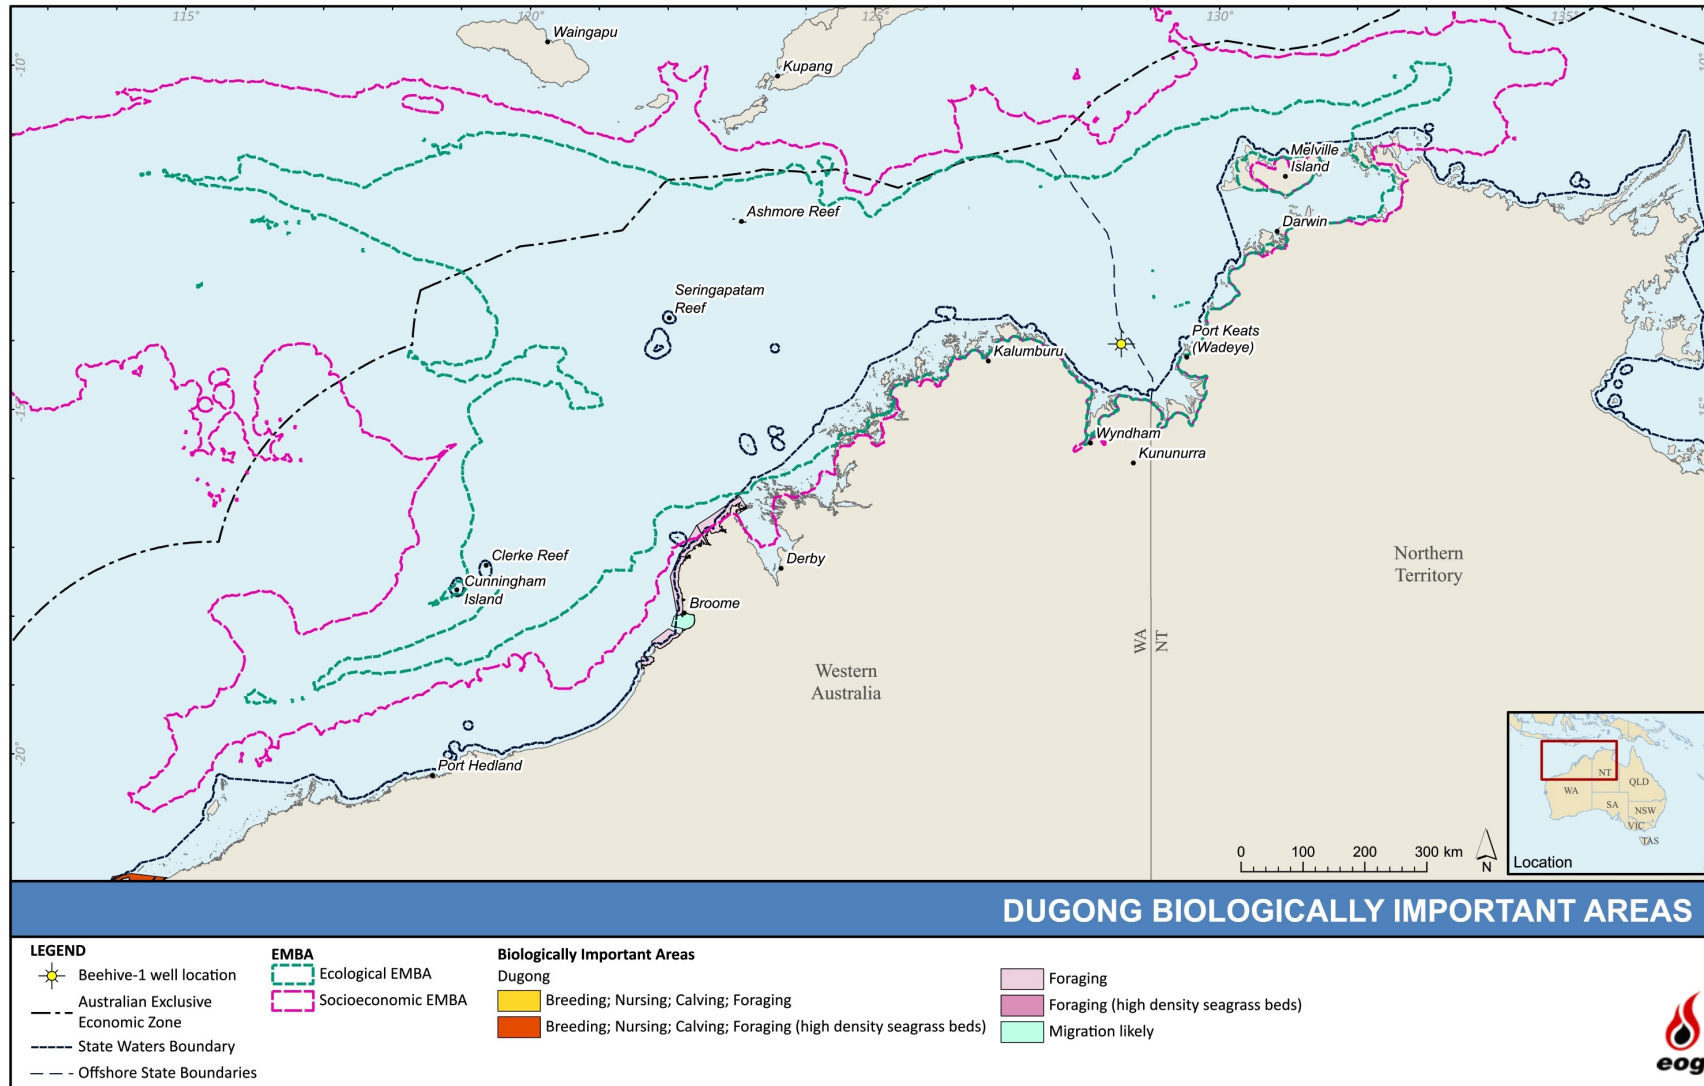 115°
120°
125°
130°
135°
-10°
10°
-15°
15°
-20°
Waingapu
Kupang
Ashmore Reef
Seringapatam
Reef
Melville
Island
Darwin
Port Keats
(Wadeye)
Kalumburu
Wyndham
Kununurra
Clerke Reef
Cunningham
Island
Derby
Broome
Port Hedland
Northern
Territory
Western
Australia
WA
NT
0 100 200 300 km
N
NT
WA
QLD
SA
NSW
VIC
TAS
Location
DUGONG BIOLOGICALLY IMPORTANT AREAS
LEGEND
Beehive-1 well location
Australian Exclusive
Economic Zone
State Waters Boundary
Offshore State Boundaries
EMBA
Ecological EMBA
Socioeconomic EMBA
Biologically Important Areas
Dugong
Breeding; Nursing; Calving; Foraging
Breeding; Nursing; Calving; Foraging (high density seagrass beds)
Foraging
Foraging (high density seagrass beds)
Migration likely
eog